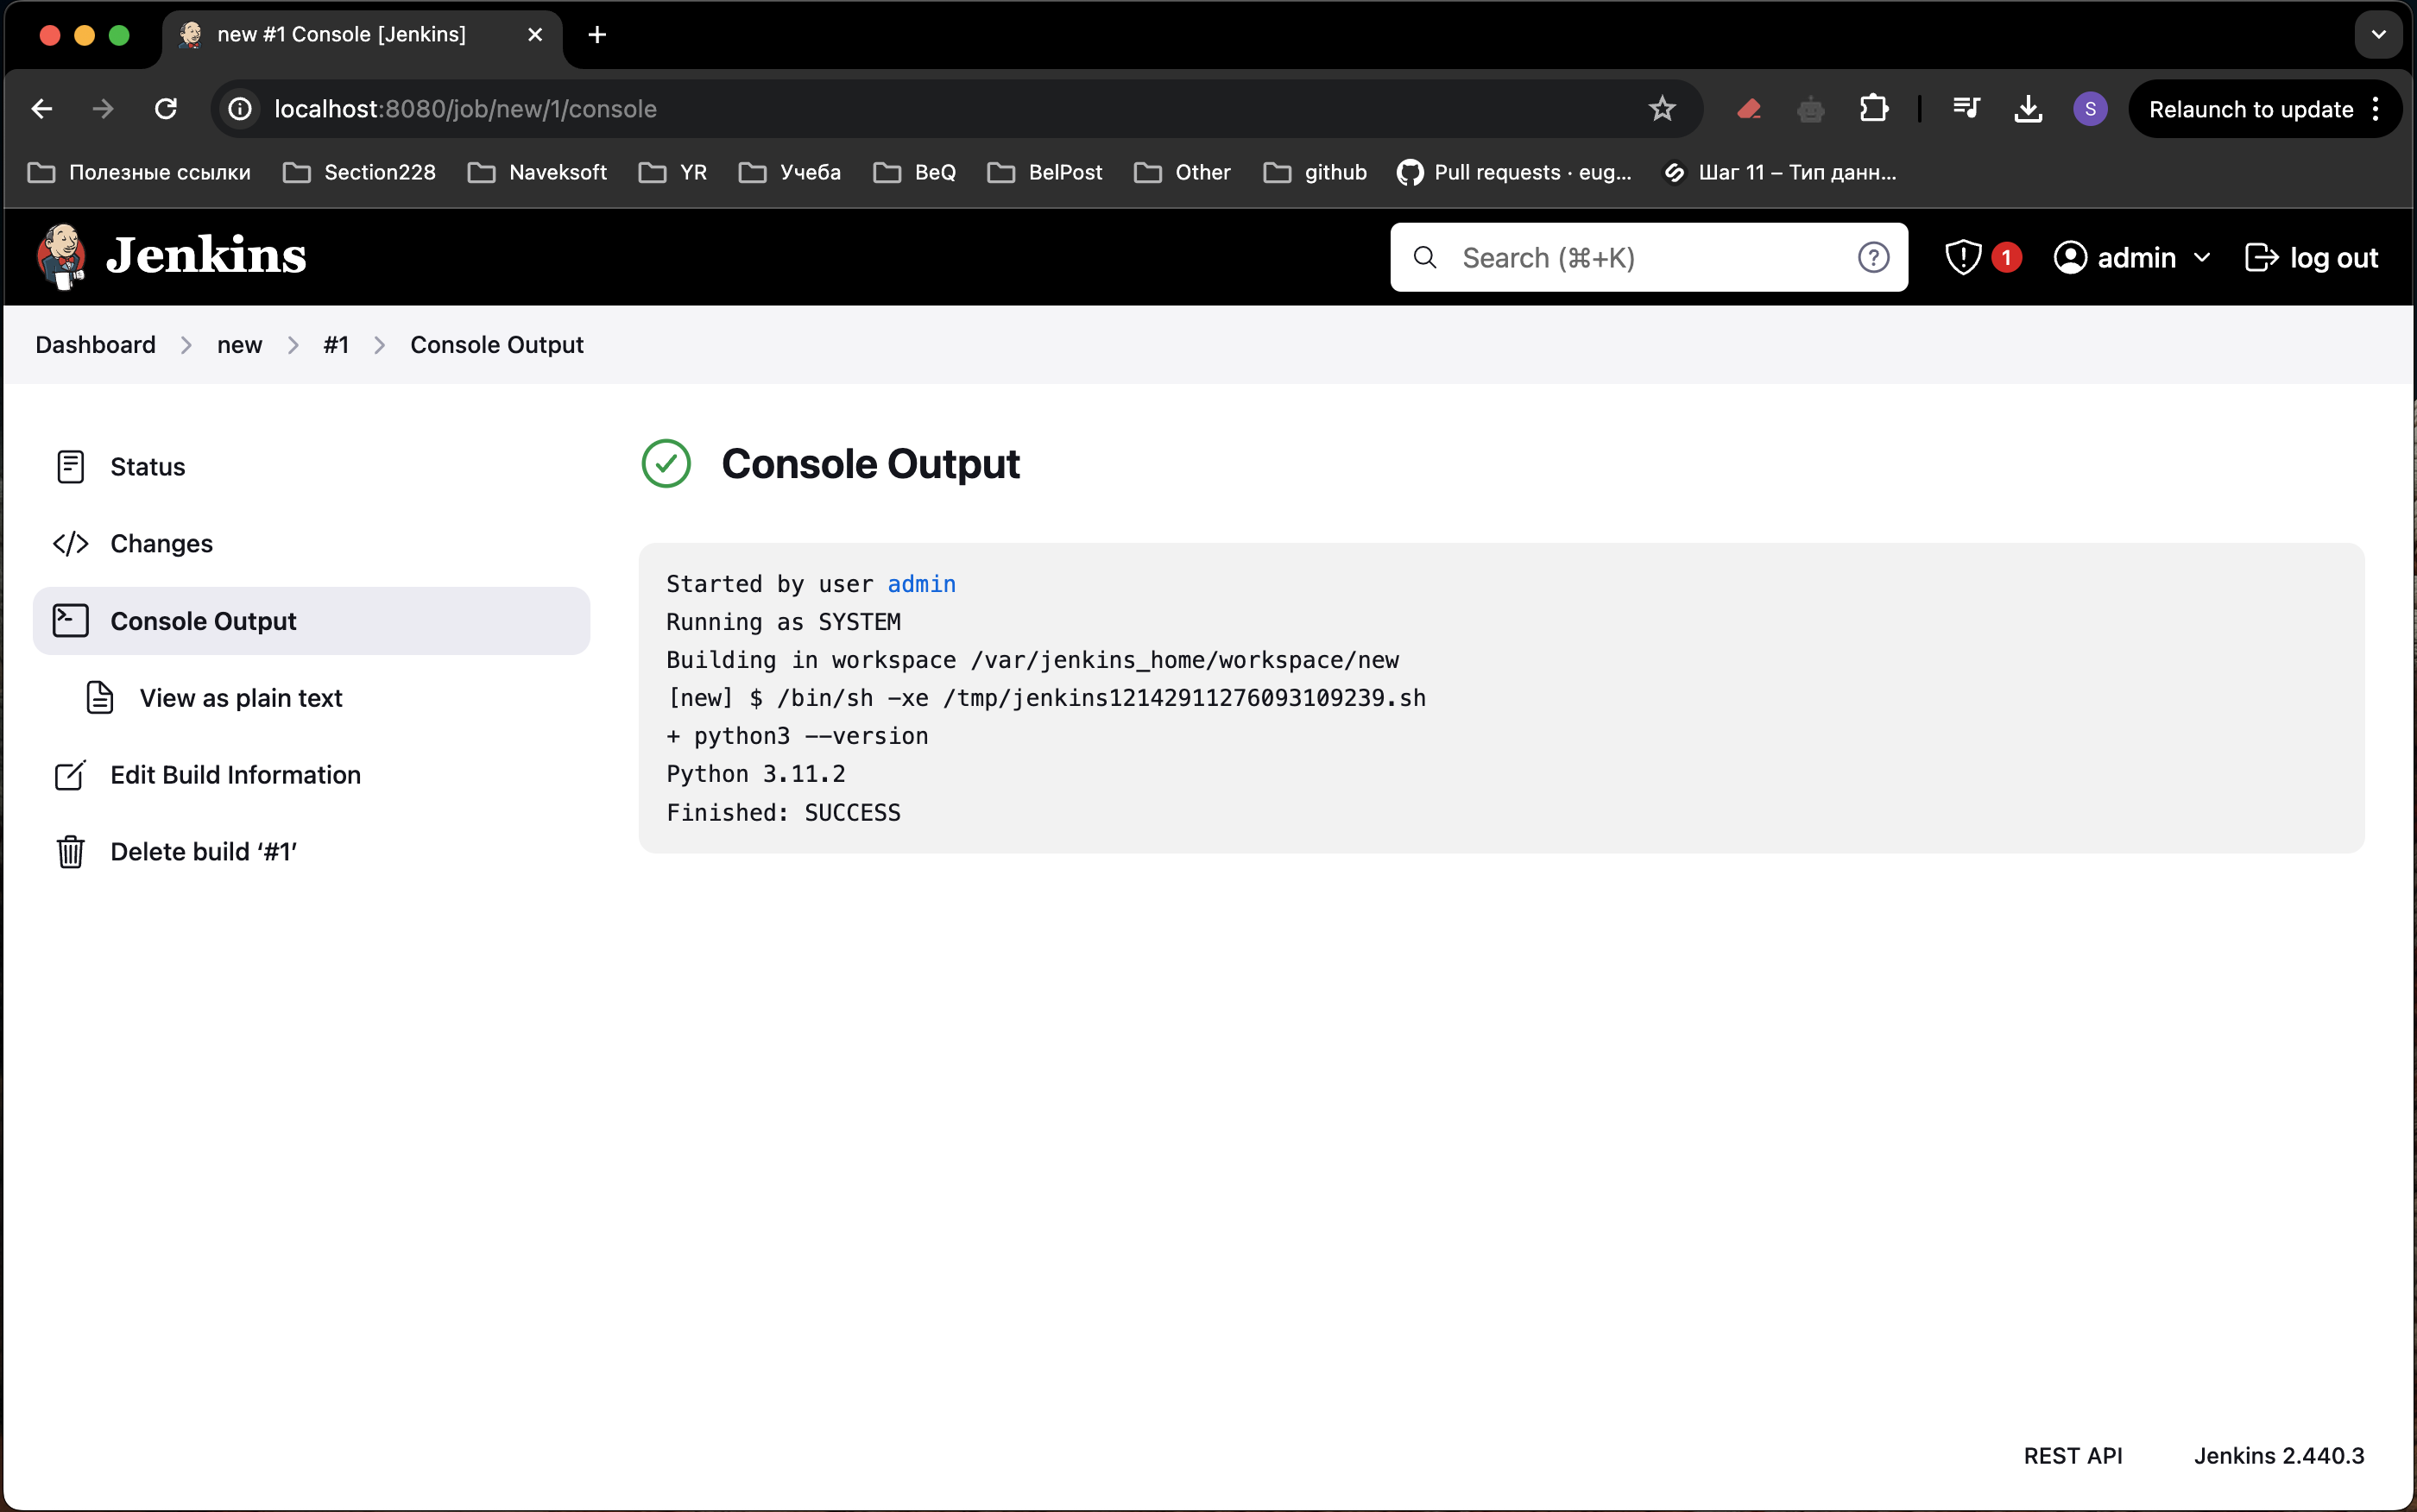 new #1 Console [Jenkins]
localhost:8080/job/new/1/console
Relaunch to update
S
Полезные ссылки Section228 Naveksoft YR Учеба BeQ BelPost Other github Pull requests · eug... Шаг 11 – Тип данн...
Jenkins
Search (⌘+K)
1
admin
log out
Dashboard > new > #1 > Console Output
Status
Changes
Console Output
View as plain text
Edit Build Information
Delete build ‘#1’
Console Output
Started by user admin
Running as SYSTEM
Building in workspace /var/jenkins_home/workspace/new
[new] $ /bin/sh -xe /tmp/jenkins12142911276093109239.sh
+ python3 --version
Python 3.11.2
Finished: SUCCESS
REST API
Jenkins 2.440.3